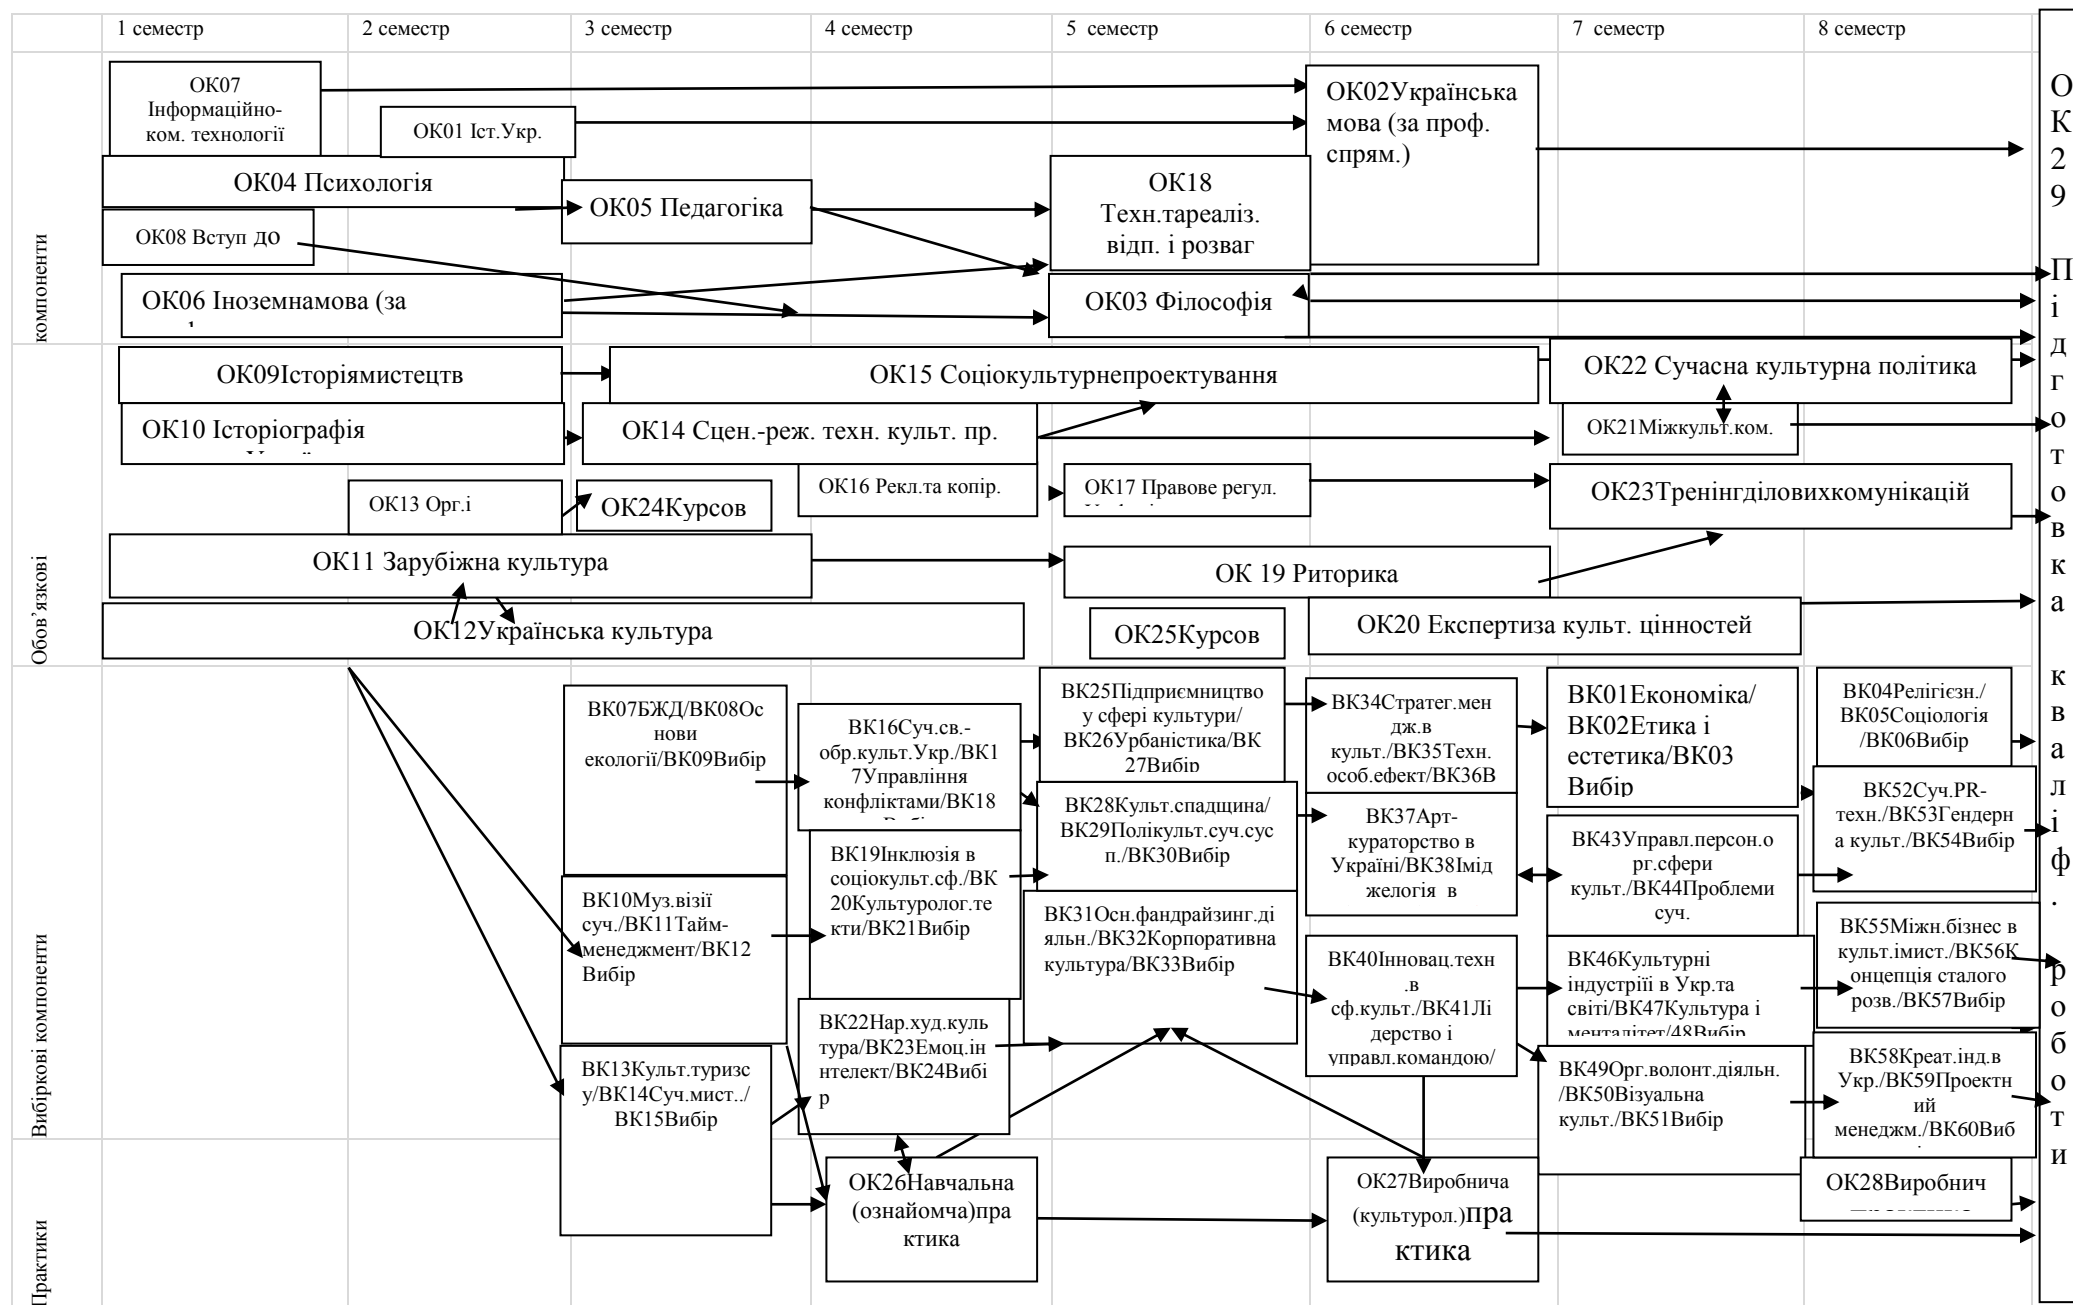 1 семестр
2 семестр
3 семестр
4 семестр
5 семестр
6 семестр
7 семестр
8 семестр
компоненти
ОК07
Інформаційно-
ком. технології
ОК01 Іст.Укр.
ОК02Українська
мова (за проф.
спрям.)
ОК04 Психологія
ОК05 Педагогіка
ОК18
Техн.тареаліз.
відп. і розваг
ОК08 Вступ до
ОК06 Іноземнамова (за
ОК03 Філософія
Обов’язкові
ОК09Історіямистецтв
ОК15 Соціокультурнепроектування
ОК22 Сучасна культурна політика
ОК10 Історіографія
ОК14 Сцен.-реж. техн. культ. пр.
ОК21Міжкульт.ком.
ОК13 Орг.і
ОК24Курсов
ОК16 Рекл.та копір.
ОК17 Правове регул.
ОК23Тренінгділовихкомунікацій
ОК11 Зарубіжна культура
ОК 19 Риторика
ОК12Українська культура
ОК25Курсов
ОК20 Експертиза культ. цінностей
Вибіркові компоненти
ВК07БЖД/ВК08Ос
нови
екології/ВК09Вибір
ВК10Муз.візії
суч./ВК11Тайм-
менеджмент/ВК12
Вибір
ВК13Культ.туризс
у/ВК14Суч.мист../
ВК15Вибір
ВК16Суч.св.-
обр.культ.Укр./ВК1
7Управління
конфліктами/ВК18
ВК19Інклюзія в
соціокульт.сф./ВК
20Культуролог.те
кти/ВК21Вибір
ВК22Нар.худ.куль
тура/ВК23Емоц.ін
телект/ВК24Вибі
р
ВК25Підприємництво
у сфері культури/
ВК26Урбаністика/ВК
27Вибір
ВК28Культ.спадщина/
ВК29Полікульт.суч.сус
п./ВК30Вибір
ВК31Осн.фандрайзинг.ді
яльн./ВК32Корпоративна
культура/ВК33Вибір
ВК34Стратег.мен
дж.в
культ./ВК35Техн.
особ.ефект/ВК36В
ВК37Арт-
кураторство в
Україні/ВК38Імід
желогія в
ВК40Інновац.техн
.в
сф.культ./ВК41Лі
дерство і
управл.командою/
ВК01Економіка/
ВК02Етика і
естетика/ВК03
Вибір
ВК43Управл.персон.о
рг.сфери
культ./ВК44Проблеми
суч.
ВК46Культурні
індустріїі в Укр.та
світі/ВК47Культура і
менталітет/48Вибір
ВК49Орг.волонт.діяльн.
/ВК50Візуальна
культ./ВК51Вибір
ВК04Релігієзн./
ВК05Соціологія
/ВК06Вибір
ВК52Суч.PR-
техн./ВК53Гендерн
а культ./ВК54Вибір
ВК55Міжн.бізнес в
культ.імист./ВК56К
онцепція сталого
розв./ВК57Вибір
ВК58Креат.інд.в
Укр./ВК59Проектн
ий
менеджм./ВК60Виб
Практики
ОК26Навчальна
(ознайомча)пра
ктика
ОК27Виробнича
(культурол.)пра
ктика
ОК28Виробнич
ОК29 Підготовка кваліф. роботи